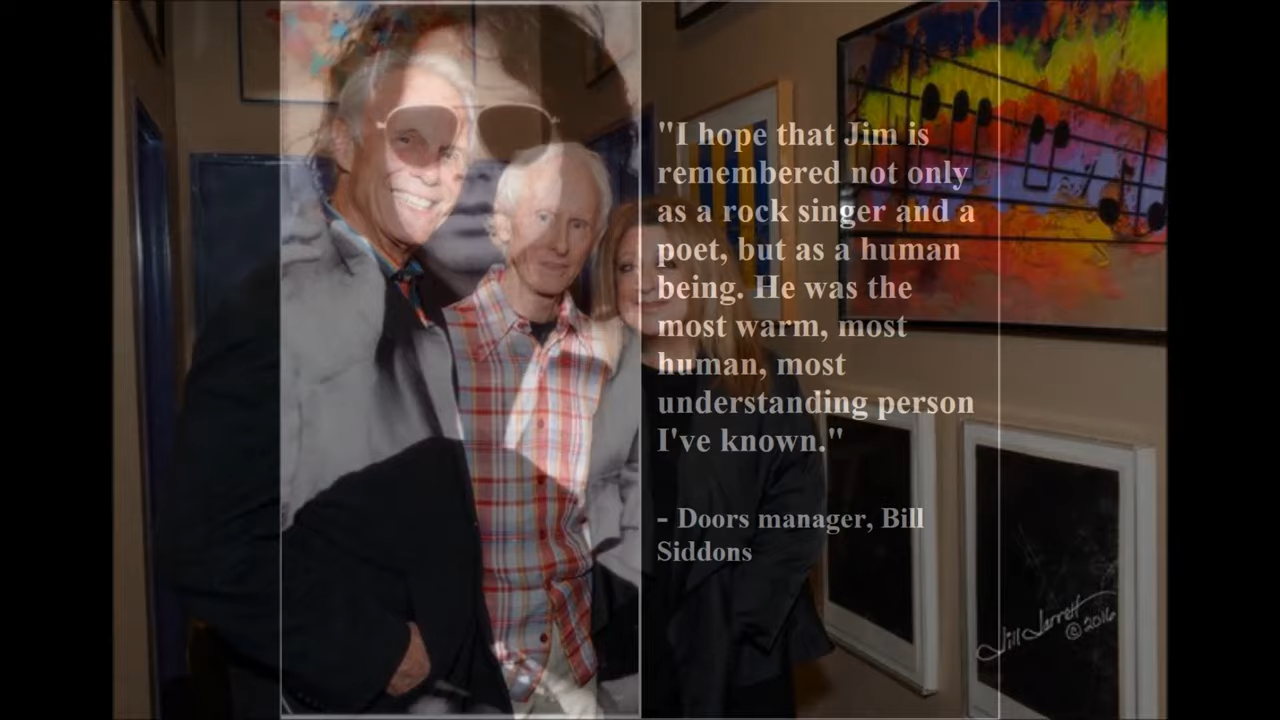 "I hope that Jim is
remembered not only
as a rock singer and a
poet, but as a human
being. He was the
most warm, most
human, most
understanding person
I've known."
- Doors manager, Bill
Siddons
Jill Jarrett
© 2016